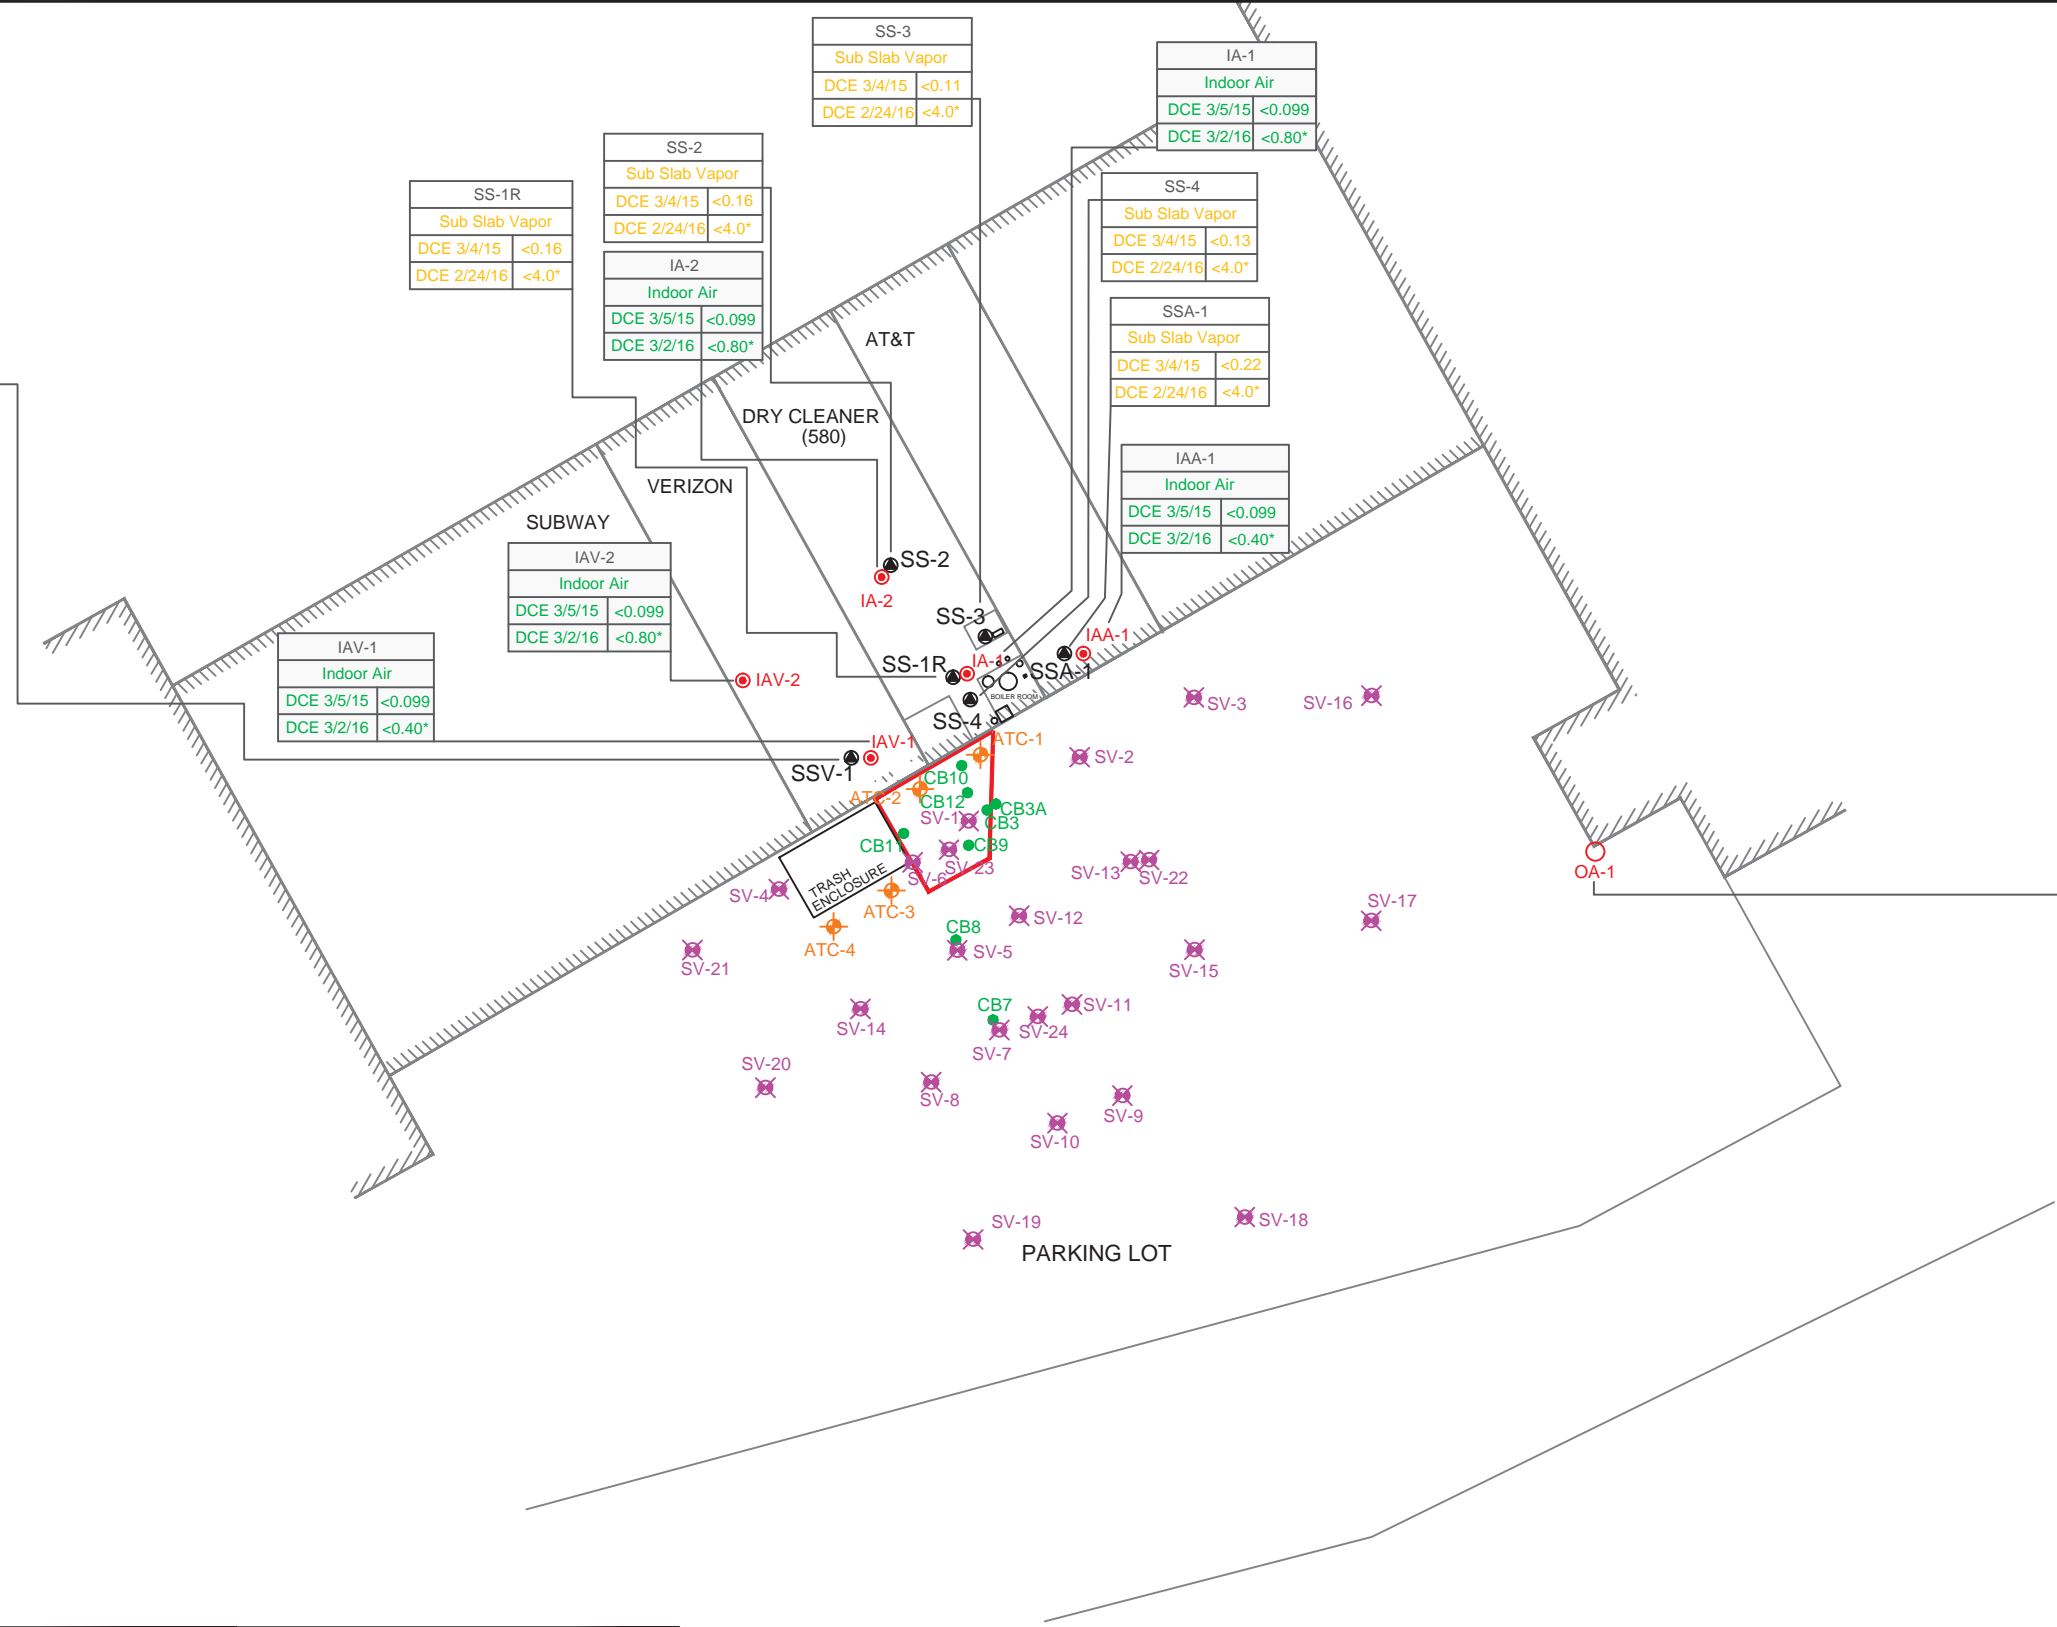 SS-3
Sub Slab Vapor
DCE 3/4/15 <0.11
DCE 2/24/16 <4.0*
IA-1
Indoor Air
DCE 3/5/15 <0.099
DCE 3/2/16 <0.80*
SS-2
Sub Slab Vapor
DCE 3/4/15 <0.16
DCE 2/24/16 <4.0*
SS-1R
Sub Slab Vapor
DCE 3/4/15 <0.16
DCE 2/24/16 <4.0*
SS-4
Sub Slab Vapor
DCE 3/4/15 <0.13
DCE 2/24/16 <4.0*
IA-2
Indoor Air
DCE 3/5/15 <0.099
DCE 3/2/16 <0.80*
SSA-1
Sub Slab Vapor
DCE 3/4/15 <0.22
DCE 2/24/16 <4.0*
AT&T
DRY CLEANER
(580)
VERIZON
SUBWAY
IAA-1
Indoor Air
DCE 3/5/15 <0.099
DCE 3/2/16 <0.40*
IAV-2
Indoor Air
DCE 3/5/15 <0.099
DCE 3/2/16 <0.80*
IAV-1
Indoor Air
DCE 3/5/15 <0.099
DCE 3/2/16 <0.40*
SS-2
IA-2
SS-3
IAA-1
SS-1R
IA-1
SSA-1
IAV-2
BOILER ROOM
SS-4
SV-3
SV-16
IAV-1
ATC-1
SSV-1
SV-2
CB10
ATC-2
CB12
CB3A
SV-1
CB3
CB11
CB9
SV-23
SV-6
TRASH
ENCLOSURE
SV-4
SV-13
SV-22
OA-1
ATC-3
SV-12
SV-17
CB8
ATC-4
SV-5
SV-21
SV-15
CB7
SV-11
SV-14
SV-24
SV-7
SV-20
SV-8
SV-9
SV-10
SV-19
SV-18
PARKING LOT